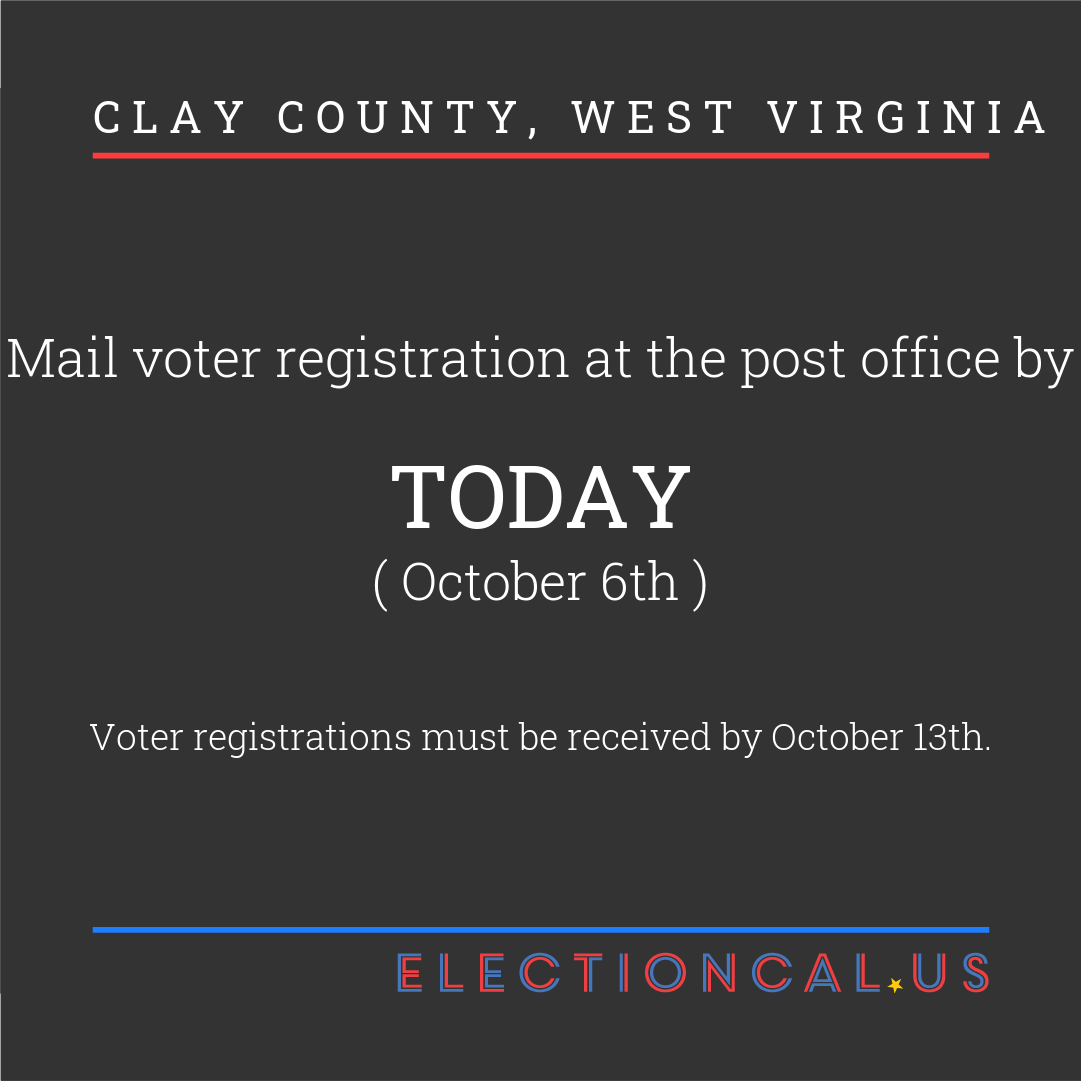 CLAY COUNTY, WEST VIRGINIA
Mail voter registration at the post office by
TODAY
( October 6th )
Voter registrations must be received by October 13th.
ELECTIONCAL.US